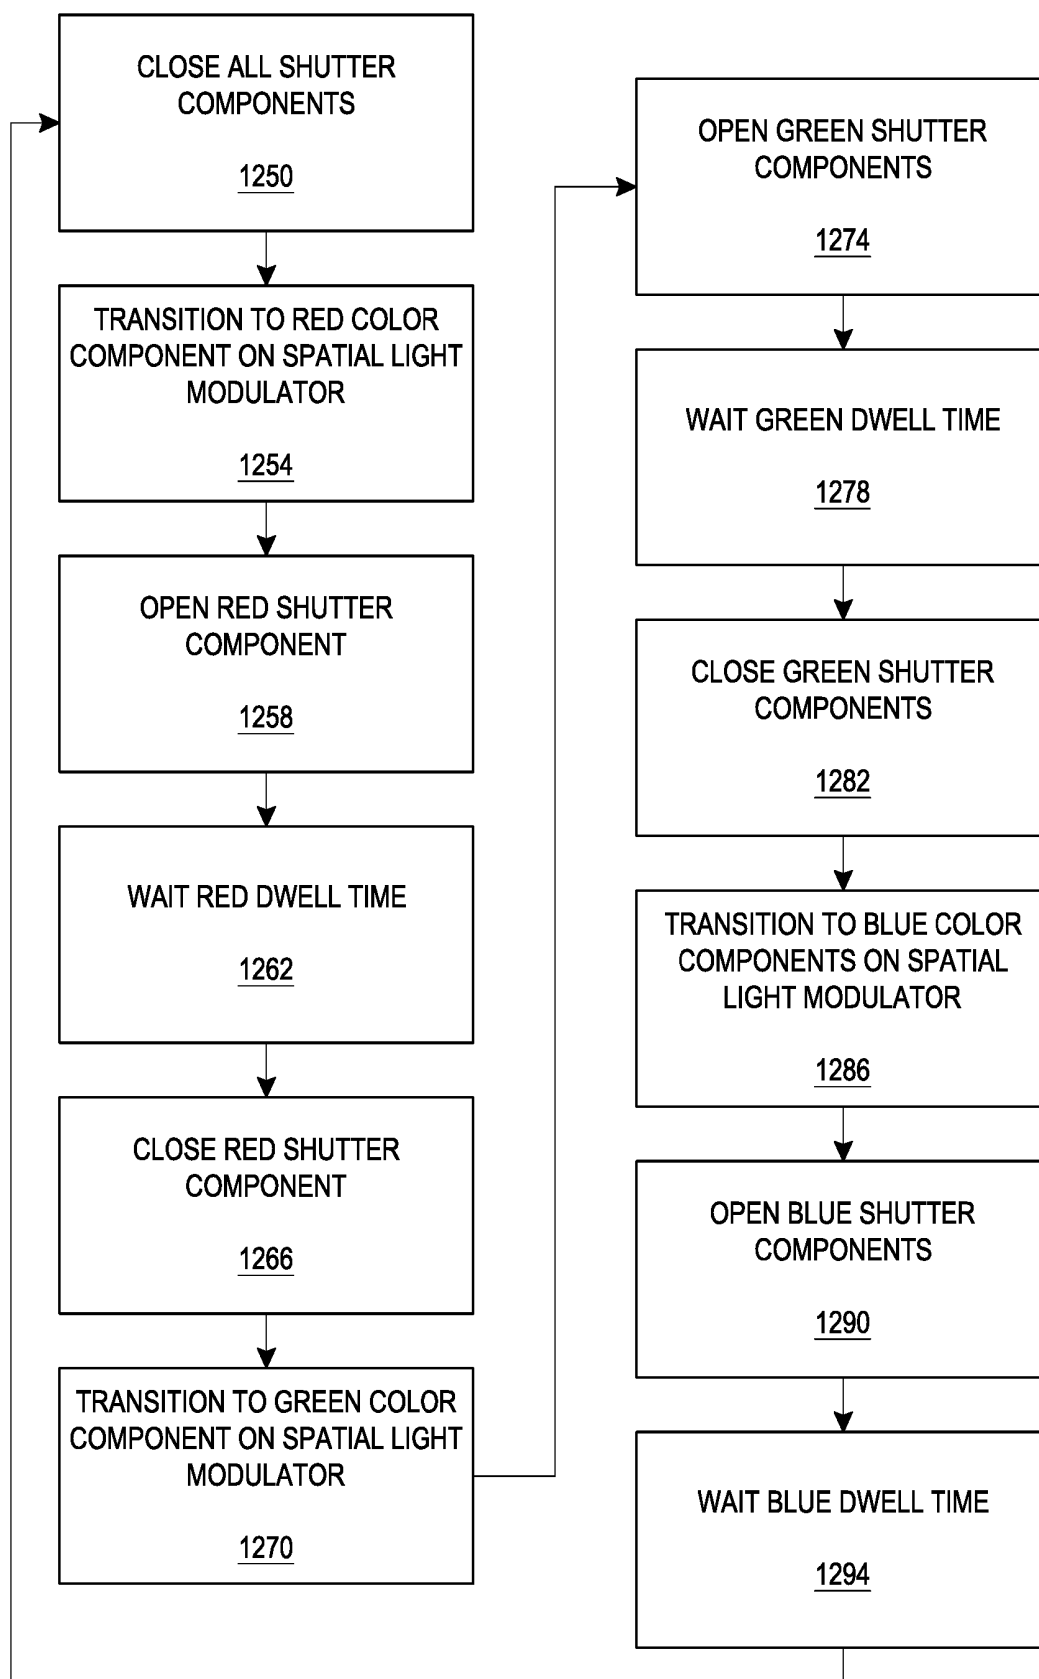 CLOSE ALL SHUTTER
COMPONENTS
1250
TRANSITION TO RED COLOR
COMPONENT ON SPATIAL LIGHT
MODULATOR
1254
OPEN RED SHUTTER
COMPONENT
1258
WAIT RED DWELL TIME
1262
CLOSE RED SHUTTER
COMPONENT
1266
TRANSITION TO GREEN COLOR
COMPONENT ON SPATIAL LIGHT
MODULATOR
1270
OPEN GREEN SHUTTER
COMPONENTS
1274
WAIT GREEN DWELL TIME
1278
CLOSE GREEN SHUTTER
COMPONENTS
1282
TRANSITION TO BLUE COLOR
COMPONENTS ON SPATIAL
LIGHT MODULATOR
1286
OPEN BLUE SHUTTER
COMPONENTS
1290
WAIT BLUE DWELL TIME
1294